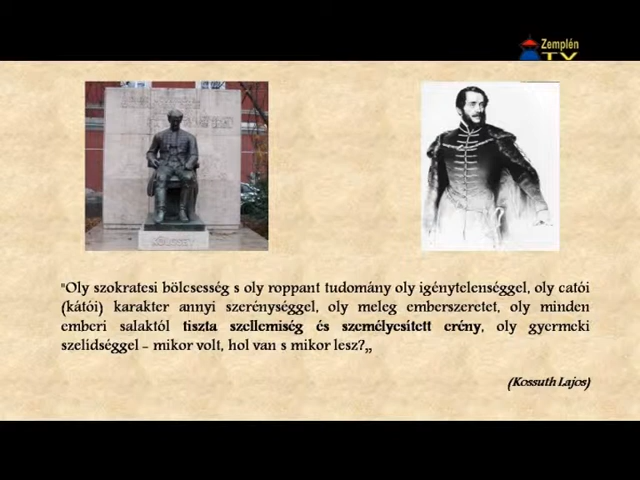 Zemplén
TV
"Oly szokratesi bölcsesség s oly roppant tudomány oly igénytelenséggel, oly catói
(kátói) karakter annyi szerénységgel, oly meleg emberszeretet, oly minden
emberi salaktól tiszta szellemiség és személyesített erény, oly gyermeki
szelídséggel – mikor volt, hol van s mikor lesz?„
(Kossuth Lajos)